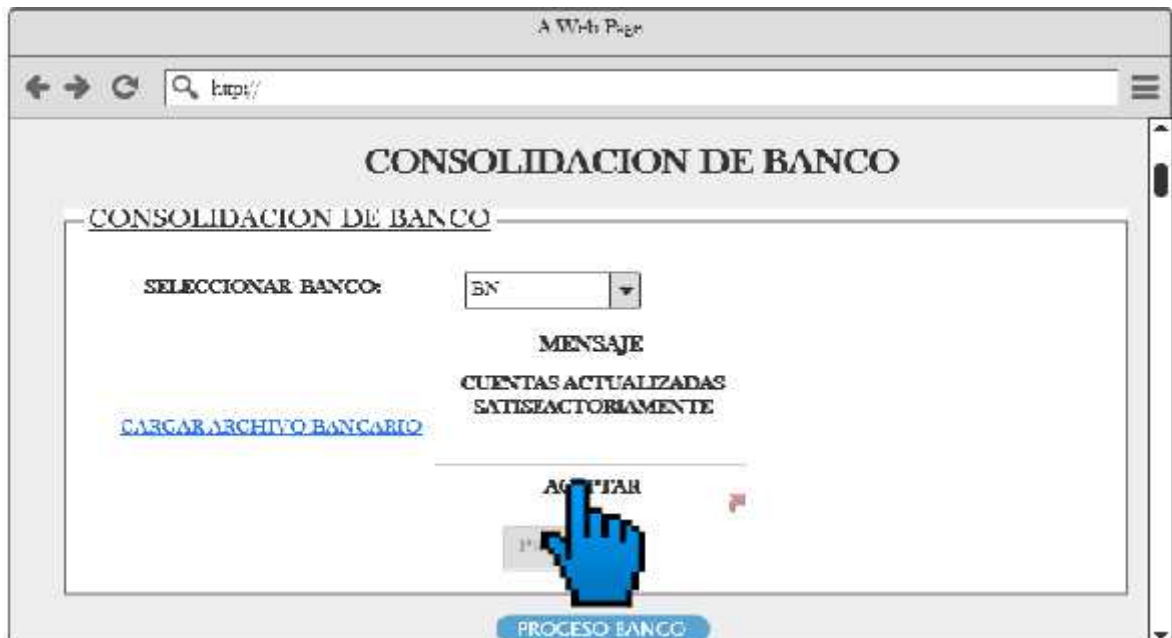 A Web Page
http://
CONSOLIDACION DE BANCO
CONSOLIDACION DE BANCO
SELECCIONAR BANCO:
BN
MENSAJE
CUENTAS ACTUALIZADAS
SATISFACTORIAMENTE
CARGAR ARCHIVO BANCARIO
ACEPTAR
PROCESO BANCO